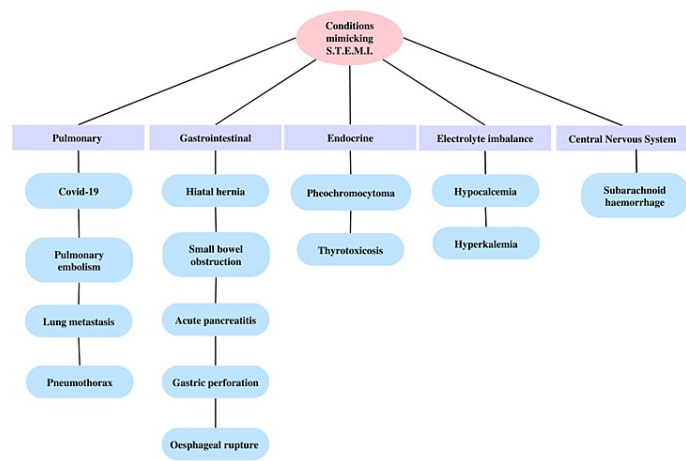 Conditions
mimicking
S.T.E.M.I.
Pulmonary
Gastrointestinal
Endocrine
Electrolyte imbalance
Central Nervous System
Covid-19
Hiatal hernia
Pheochromocytoma
Hypocalcemia
Subarachnoid
haemorrhage
Pulmonary
embolism
Small bowel
obstruction
Thyrotoxicosis
Hyperkalemia
Lung metastasis
Acute pancreatitis
Pneumothorax
Gastric perforation
Oesphageal rupture